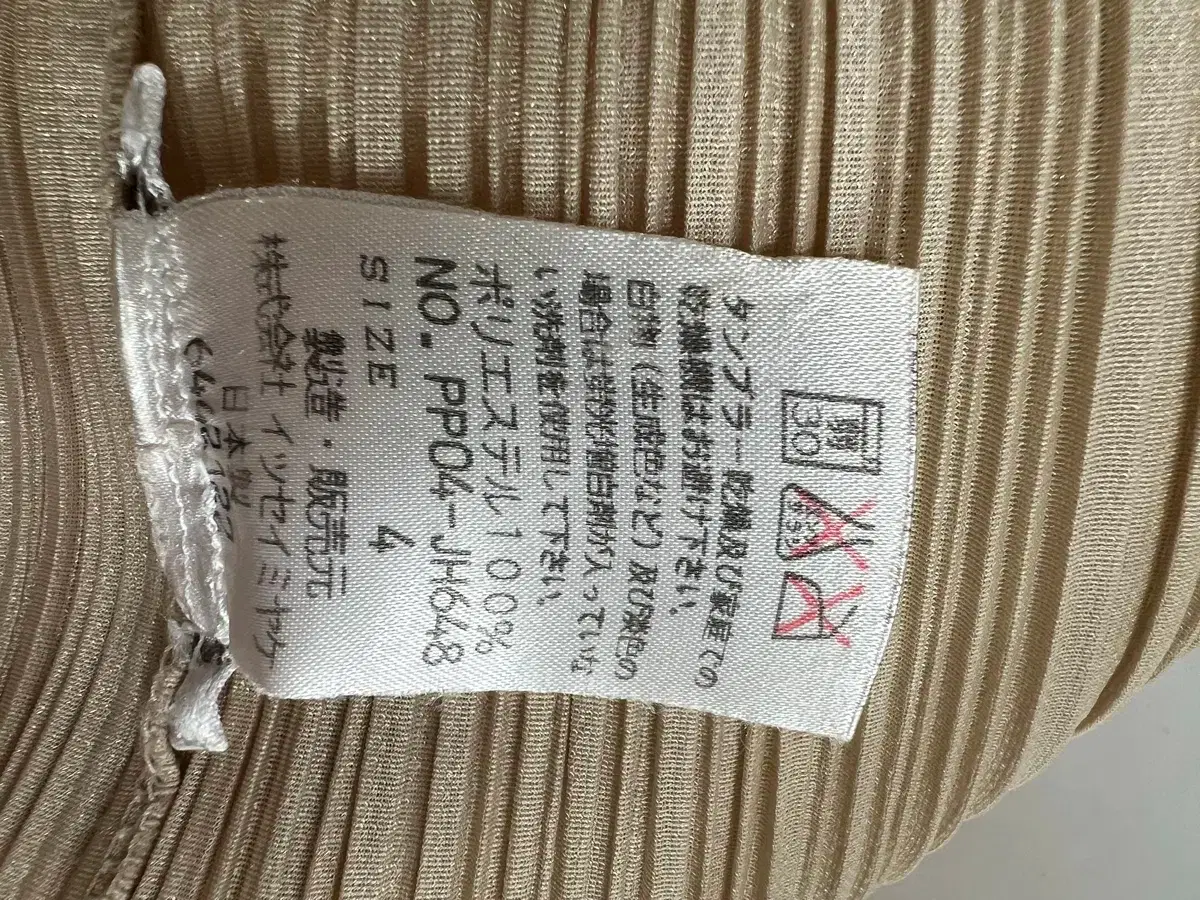 30
タンブラー乾燥及び家庭での
乾燥機はお避け下さい。
白物(生成色など)及び淡色の
場合は蛍光増白剤が入っていな
い洗剤を使用して下さい。
ポリエステル100%
NO. PP04-JH648
SIZE 4
製造・販売元
株式会社イッセイミヤケ
日本製